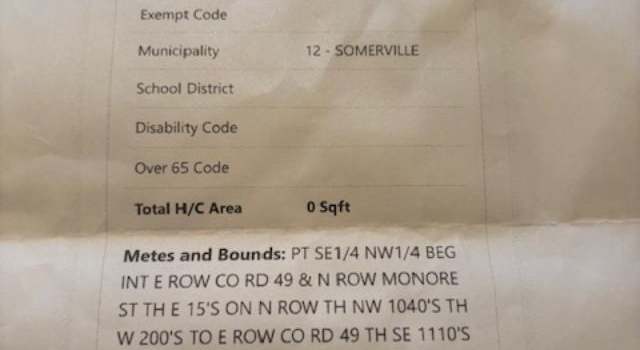 Exempt Code
Municipality 12 - SOMERVILLE
School District
Disability Code
Over 65 Code
Total H/C Area 0 Sqft
Metes and Bounds: PT SE1/4 NW1/4 BEG
INT E ROW CO RD 49 & N ROW MONORE
ST TH E 15'S ON N ROW TH NW 1040'S TH
W 200'S TO E ROW CO RD 49 TH SE 1110'S